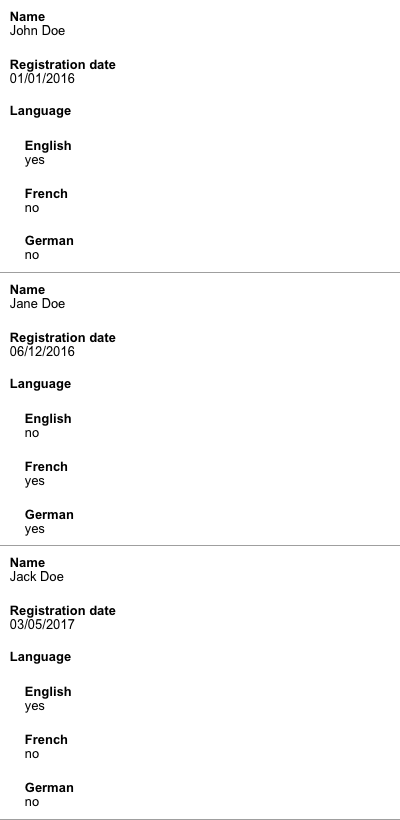 Name
John Doe
Registration date
01/01/2016
Language
English
yes
French
no
German
no
Name
Jane Doe
Registration date
06/12/2016
Language
English
no
French
yes
German
yes
Name
Jack Doe
Registration date
03/05/2017
Language
English
yes
French
no
German
no